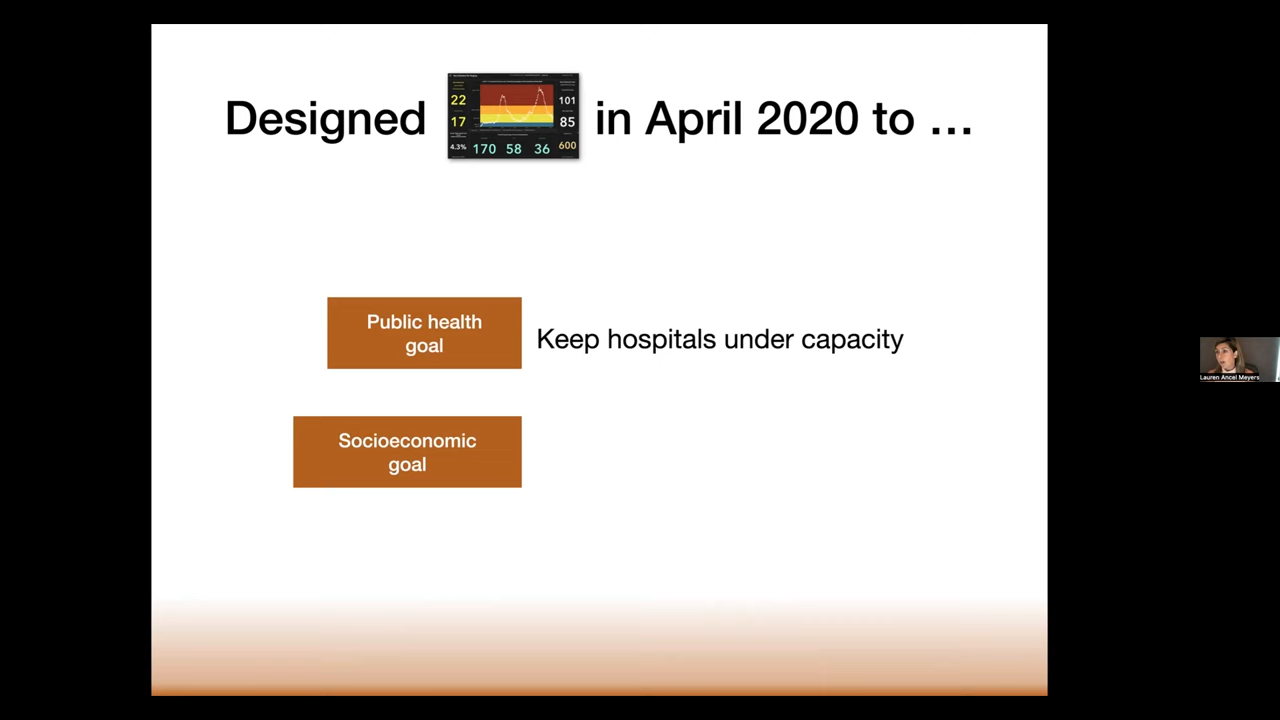 Designed in April 2020 to …
22
17
4.3%
170 58 36
101
85
600
Public health
goal
Keep hospitals under capacity
Socioeconomic
goal
Lauren Ancel Meyers